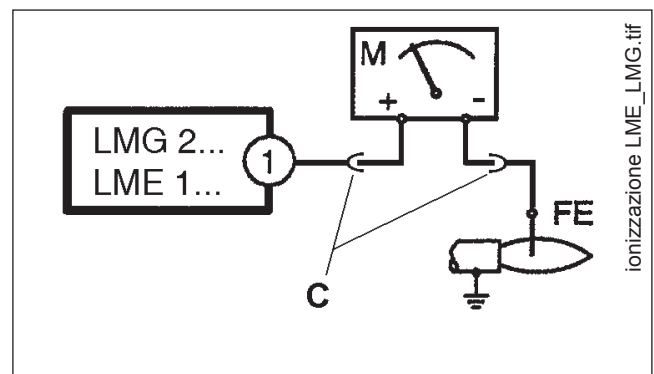 M
+ -
LMG 2...
LME 1...
1
FE
C
ionizzazione LME_LMG.tif